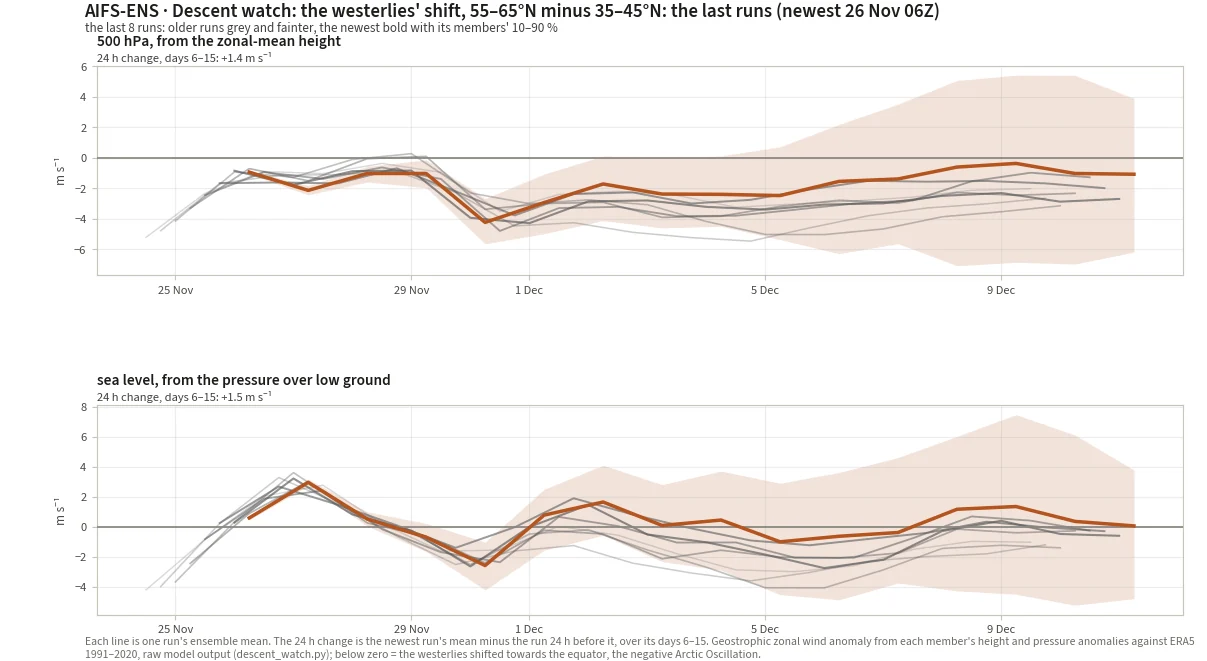 AIFS-ENS · Descent watch: the westerlies' shift, 55–65°N minus 35–45°N: the last runs (newest 26 Nov 06Z)
the last 8 runs: older runs grey and fainter, the newest bold with its members' 10–90 %
500 hPa, from the zonal-mean height
24 h change, days 6–15: +1.4 m s⁻¹
6
4
2
0
−2
−4
−6
m s⁻¹
25 Nov
29 Nov
1 Dec
5 Dec
9 Dec
sea level, from the pressure over low ground
24 h change, days 6–15: +1.5 m s⁻¹
8
6
4
2
0
−2
−4
m s⁻¹
25 Nov
29 Nov
1 Dec
5 Dec
9 Dec
Each line is one run's ensemble mean. The 24 h change is the newest run's mean minus the run 24 h before it, over its days 6–15. Geostrophic zonal wind anomaly from each member's height and pressure anomalies against ERA5
1991–2020, raw model output (descent_watch.py); below zero = the westerlies shifted towards the equator, the negative Arctic Oscillation.